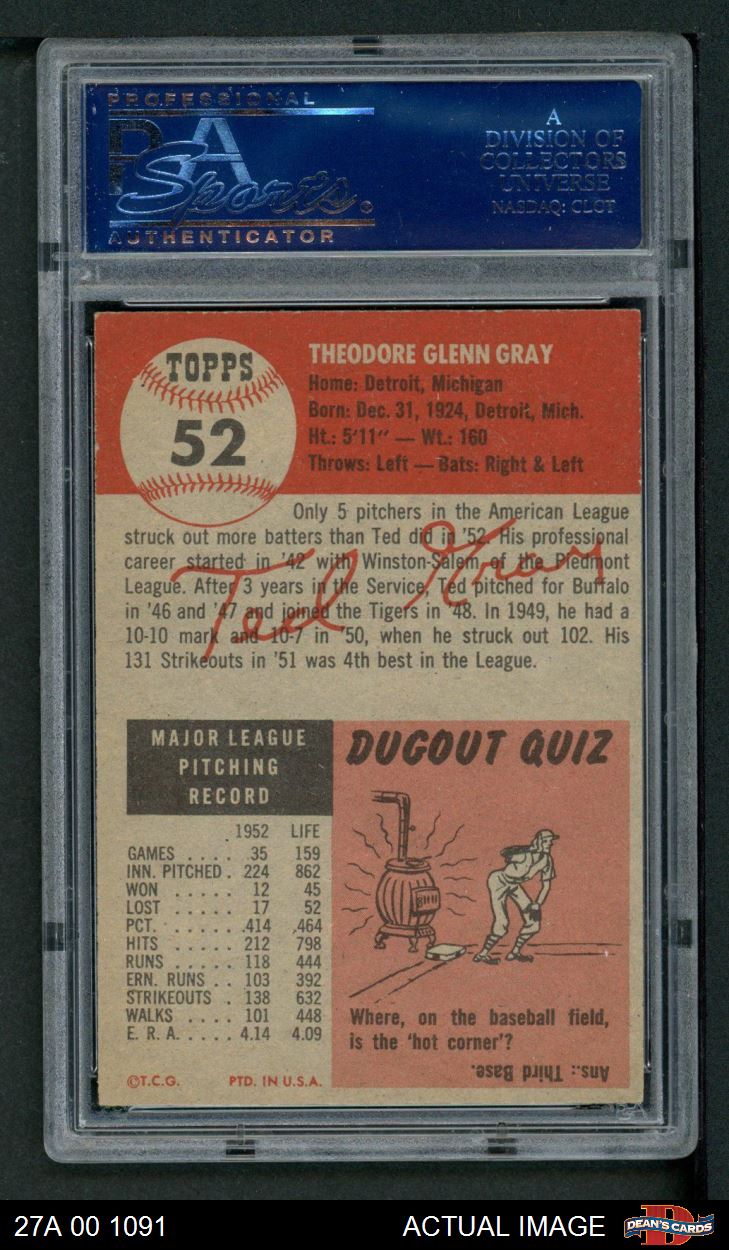 PROFESSIONAL
PSA
Sports
AUTHENTICATOR
A
DIVISION OF
COLLECTORS
UNIVERSE
NASDAQ: CLCT
TOPPS
52
THEODORE GLENN GRAY
Home: Detroit, Michigan
Born: Dec. 31, 1924, Detroit, Mich.
Ht.: 5'11" — Wt.: 160
Throws: Left — Bats: Right & Left
Only 5 pitchers in the American League
struck out more batters than Ted did in '52. His professional
career started in '42 with Winston-Salem of the Piedmont
League. After 3 years in the Service, Ted pitched for Buffalo
in '46 and '47 and joined the Tigers in '48. In 1949, he had a
10-10 mark and 10-7 in '50, when he struck out 102. His
131 Strikeouts in '51 was 4th best in the League.
Ted Gray
MAJOR LEAGUE
PITCHING
RECORD
1952 LIFE
GAMES .... 35 159
INN. PITCHED . 224 862
WON ..... 12 45
LOST ..... 17 52
PCT. ...... .414 .464
HITS ..... 212 798
RUNS ..... 118 444
ERN. RUNS .. 103 392
STRIKEOUTS . 138 632
WALKS .... 101 448
E. R. A. .... 4.14 4.09
©T.C.G. PTD. IN U.S.A.
DUGOUT QUIZ
Where, on the baseball field,
is the 'hot corner'?
Ans.: Third Base.
27A 00 1091
ACTUAL IMAGE
DEAN'S CARDS